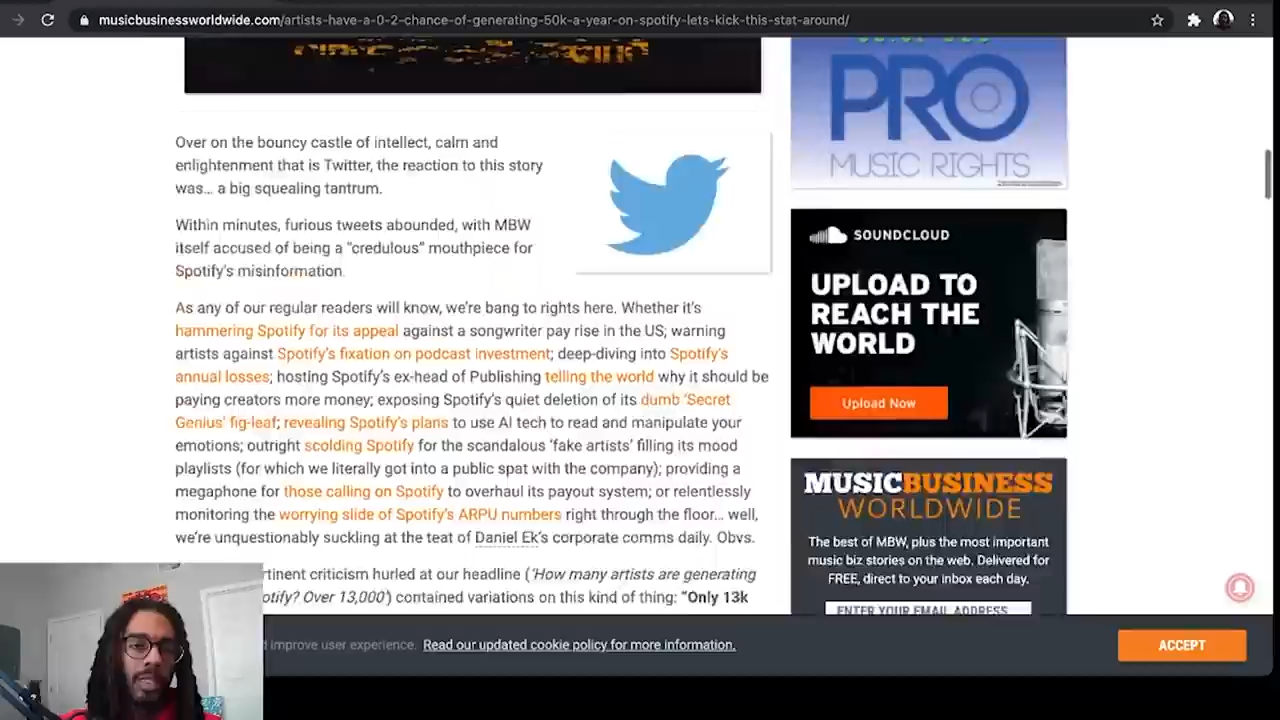 musicbusinessworldwide.com/artists-have-a-0-2-chance-of-generating-50k-a-year-on-spotify-lets-kick-this-stat-around/
Over on the bouncy castle of intellect, calm and
enlightenment that is Twitter, the reaction to this story
was... a big squealing tantrum.
Within minutes, furious tweets abounded, with MBW
itself accused of being a “credulous” mouthpiece for
Spotify’s misinformation.
As any of our regular readers will know, we’re bang to rights here. Whether it’s
hammering Spotify for its appeal against a songwriter pay rise in the US; warning
artists against Spotify’s fixation on podcast investment; deep-diving into Spotify’s
annual losses; hosting Spotify’s ex-head of Publishing telling the world why it should be
paying creators more money; exposing Spotify’s quiet deletion of its dumb ‘Secret
Genius’ fig-leaf; revealing Spotify’s plans to use AI tech to read and manipulate your
emotions; outright scolding Spotify for the scandalous ‘fake artists’ filling its mood
playlists (for which we literally got into a public spat with the company); providing a
megaphone for those calling on Spotify to overhaul its payout system; or relentlessly
monitoring the worrying slide of Spotify’s ARPU numbers right through the floor... well,
we’re unquestionably suckling at the teat of Daniel Ek’s corporate comms daily. Obvs.
rtinent criticism hurled at our headline (‘How many artists are generating
otify? Over 13,000’) contained variations on this kind of thing: “Only 13k
PRO
MUSIC RIGHTS
SOUNDCLOUD
UPLOAD TO
REACH THE
WORLD
Upload Now
MUSICBUSINESS
WORLDWIDE
The best of MBW, plus the most important
music biz stories on the web. Delivered for
FREE, direct to your inbox each day.
ENTER YOUR EMAIL ADDRESS
improve user experience. Read our updated cookie policy for more information.
ACCEPT